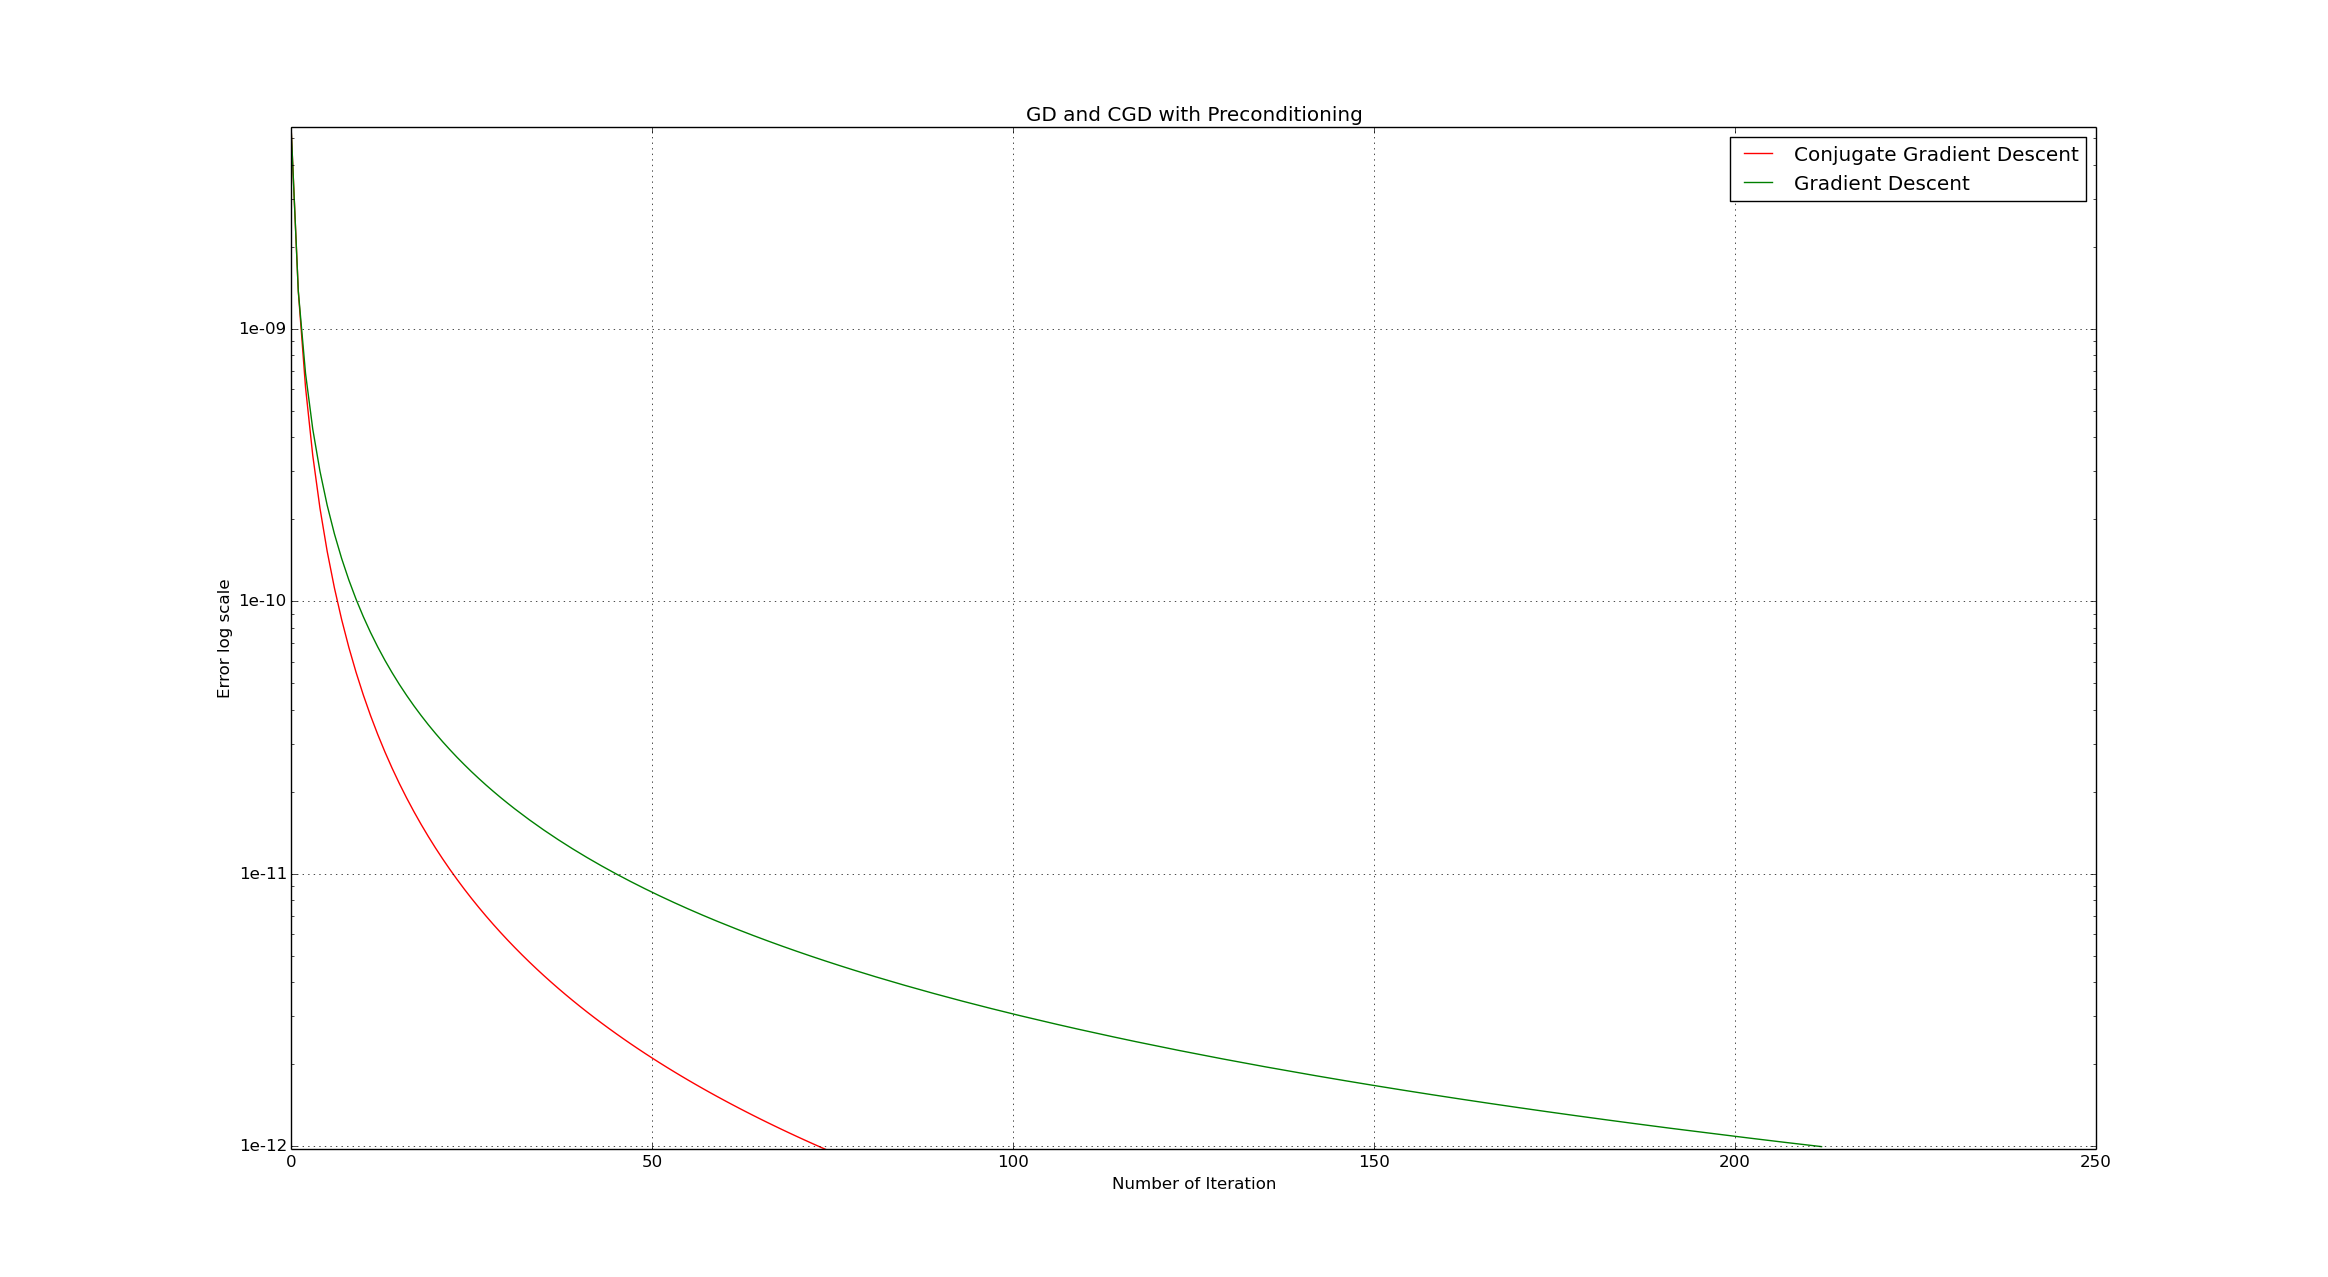 GD and CGD with Preconditioning
Conjugate Gradient Descent
Gradient Descent
1e-09
1e-10
1e-11
1e-12
Error log scale
0
50
100
150
200
250
Number of Iteration